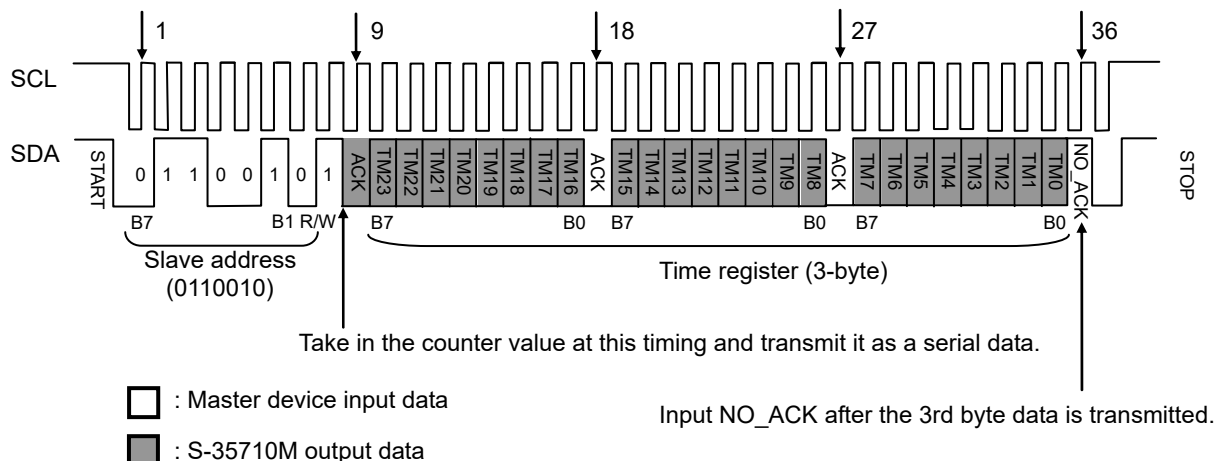 1 9 18 27 36
SCL
SDA
START 0 1 1 0 0 1 0 1 ACK TM23 TM22 TM21 TM20 TM19 TM18 TM17 TM16 ACK TM15 TM14 TM13 TM12 TM11 TM10 TM9 TM8 ACK TM7 TM6 TM5 TM4 TM3 TM2 TM1 TM0 NO_ACK STOP
B7 B1 R/W B7 B0 B7 B0 B7 B0
Slave address
(0110010)
Time register (3-byte)
Take in the counter value at this timing and transmit it as a serial data.
: Master device input data
Input NO_ACK after the 3rd byte data is transmitted.
: S-35710M output data